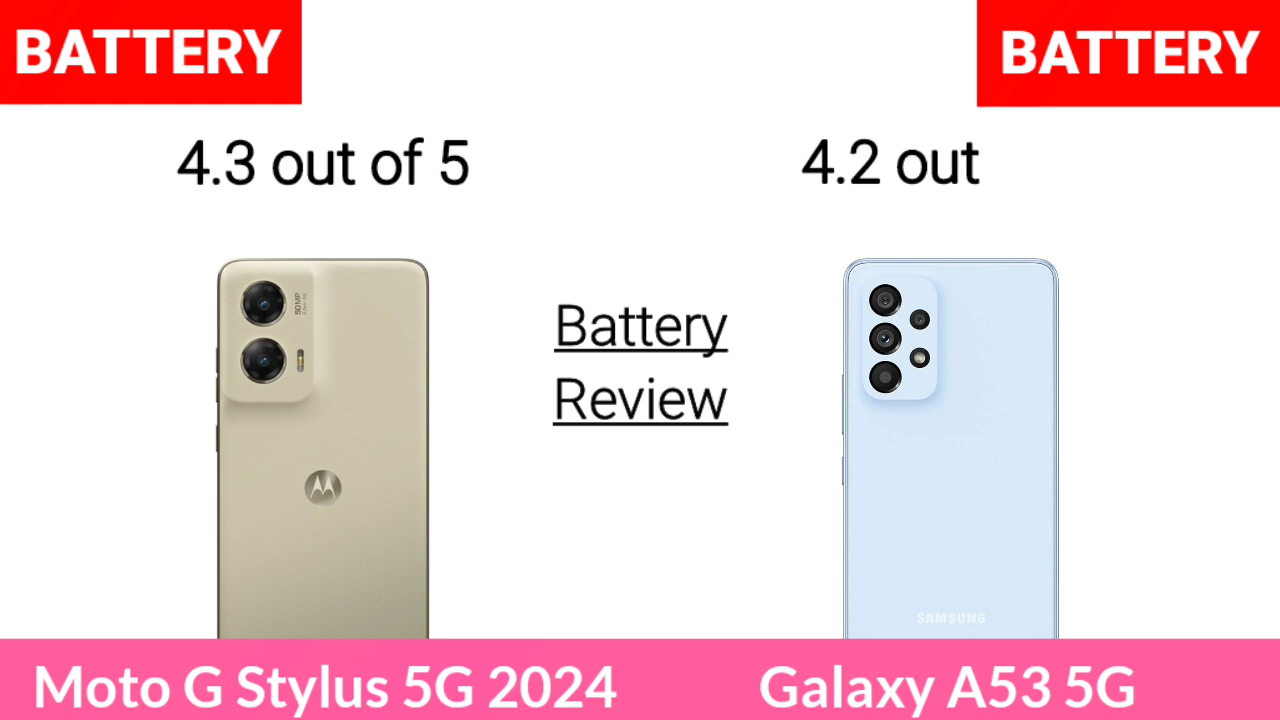 BATTERY
BATTERY
4.3 out of 5
4.2 out
50MP
Battery
Review
SAMSUNG
Moto G Stylus 5G 2024
Galaxy A53 5G